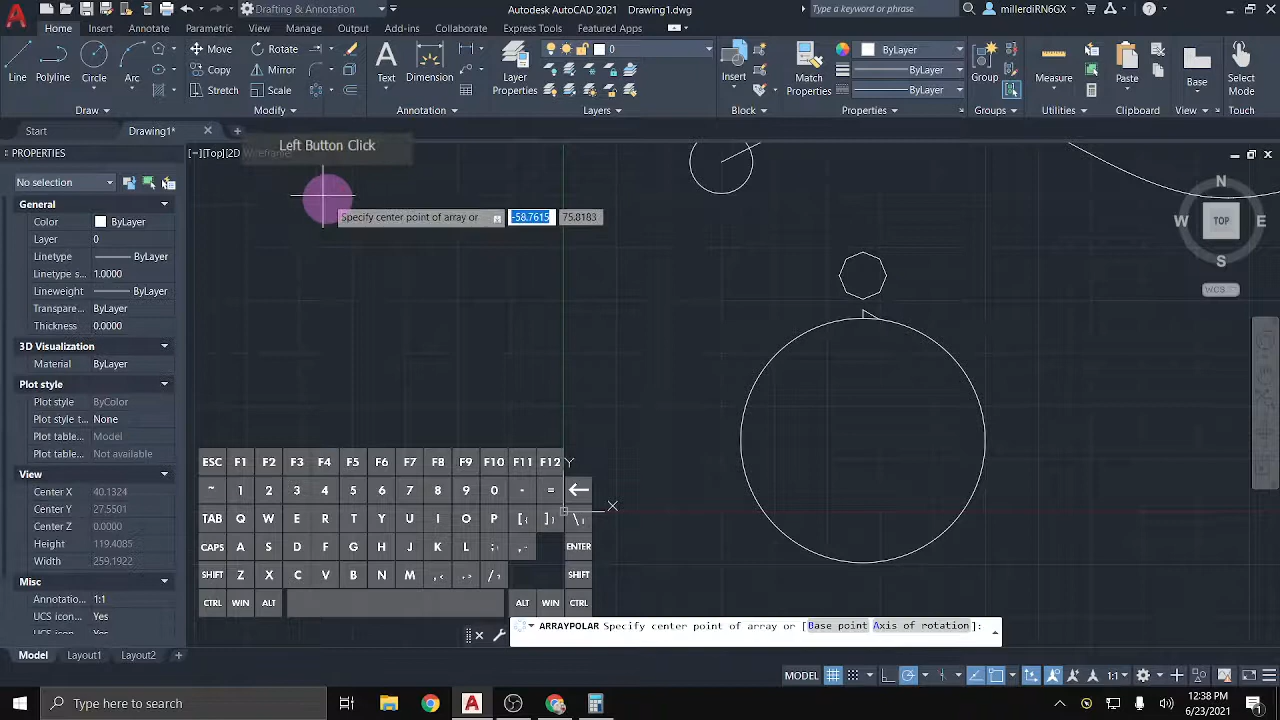 Drafting & Annotation
Autodesk AutoCAD 2021 Drawing1.dwg
Type a keyword or phrase
millerdiRNGGX
Home Insert Annotate Parametric View Manage Output Add-ins Collaborate Express Tools Featured Apps
Line Polyline Circle Arc
Move Rotate
Copy Mirror
Stretch Scale
Text Dimension
Layer Properties
0
Insert
Match Properties
ByLayer
ByLayer
ByLayer
Group Measure Paste Base Select Mode
Draw Modify Annotation Layers Block Properties Groups Utilities Clipboard View Touch
Start Drawing1*
PROPERTIES
[−][Top][2D Wireframe]
Left Button Click
No selection
General
Color ByLayer
Layer 0
Linetype ByLayer
Linetype s... 1.0000
Lineweight ByLayer
Transpare... ByLayer
Thickness 0.0000
3D Visualization
Material ByLayer
Plot style
Plot style ByColor
Plot style t... None
Plot table... Model
Plot table... Not available
View
Center X 40.1324
Center Y 27.5501
Center Z 0.0000
Height 119.4085
Width 259.1922
Misc
Annotatio... 1:1
UCS icon... Yes
UCS icon... Yes
Specify center point of array or -58.7615 75.8183
N
W TOP E
S
WCS
ESC F1 F2 F3 F4 F5 F6 F7 F8 F9 F10 F11 F12 Y
~ 1 2 3 4 5 6 7 8 9 0 - =
TAB Q W E R T Y U I O P [{ ]} \| X
CAPS A S D F G H J K L ;: ENTER
SHIFT Z X C V B N M ,< .> /? SHIFT
CTRL WIN ALT ALT WIN CTRL
ARRAYPOLAR Specify center point of array or [Base point Axis of rotation]:
Model Layout1 Layout2 +
MODEL 1:1
Type here to search
12:38 PM
6/23/2021